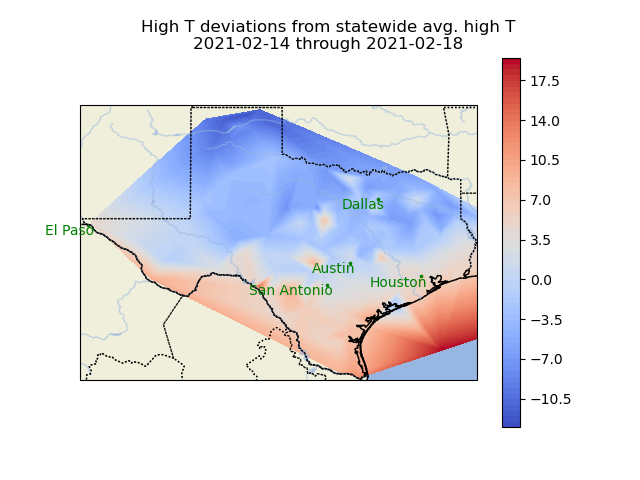 High T deviations from statewide avg. high T
2021-02-14 through 2021-02-18
17.5
14.0
10.5
7.0
3.5
0.0
−3.5
−7.0
−10.5
Dallas
El Paso
Austin
Houston
San Antonio